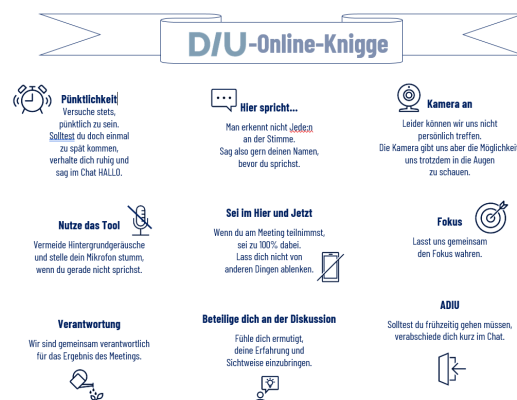 DIU-Online-Knigge
Pünktlichkeit
Versuche stets,
pünktlich zu sein.
Solltest du doch einmal
zu spät kommen,
verhalte dich ruhig und
sag im Chat HALLO.
Hier spricht...
Man erkennt nicht Jede:n
an der Stimme.
Sag also gern deinen Namen,
bevor du sprichst.
Kamera an
Leider können wir uns nicht
persönlich treffen.
Die Kamera gibt uns aber die Möglichkeit
uns trotzdem in die Augen
zu schauen.
Nutze das Tool
Vermeide Hintergrundgeräusche
und stelle dein Mikrofon stumm,
wenn du gerade nicht sprichst.
Sei im Hier und Jetzt
Wenn du am Meeting teilnimmst,
sei zu 100% dabei.
Lass dich nicht von
anderen Dingen ablenken.
Fokus
Lasst uns gemeinsam
den Fokus wahren.
Verantwortung
Wir sind gemeinsam verantwortlich
für das Ergebnis des Meetings.
Beteilige dich an der Diskussion
Fühle dich ermutigt,
deine Erfahrung und
Sichtweise einzubringen.
ADIU
Solltest du frühzeitig gehen müssen,
verabschiede dich kurz im Chat.